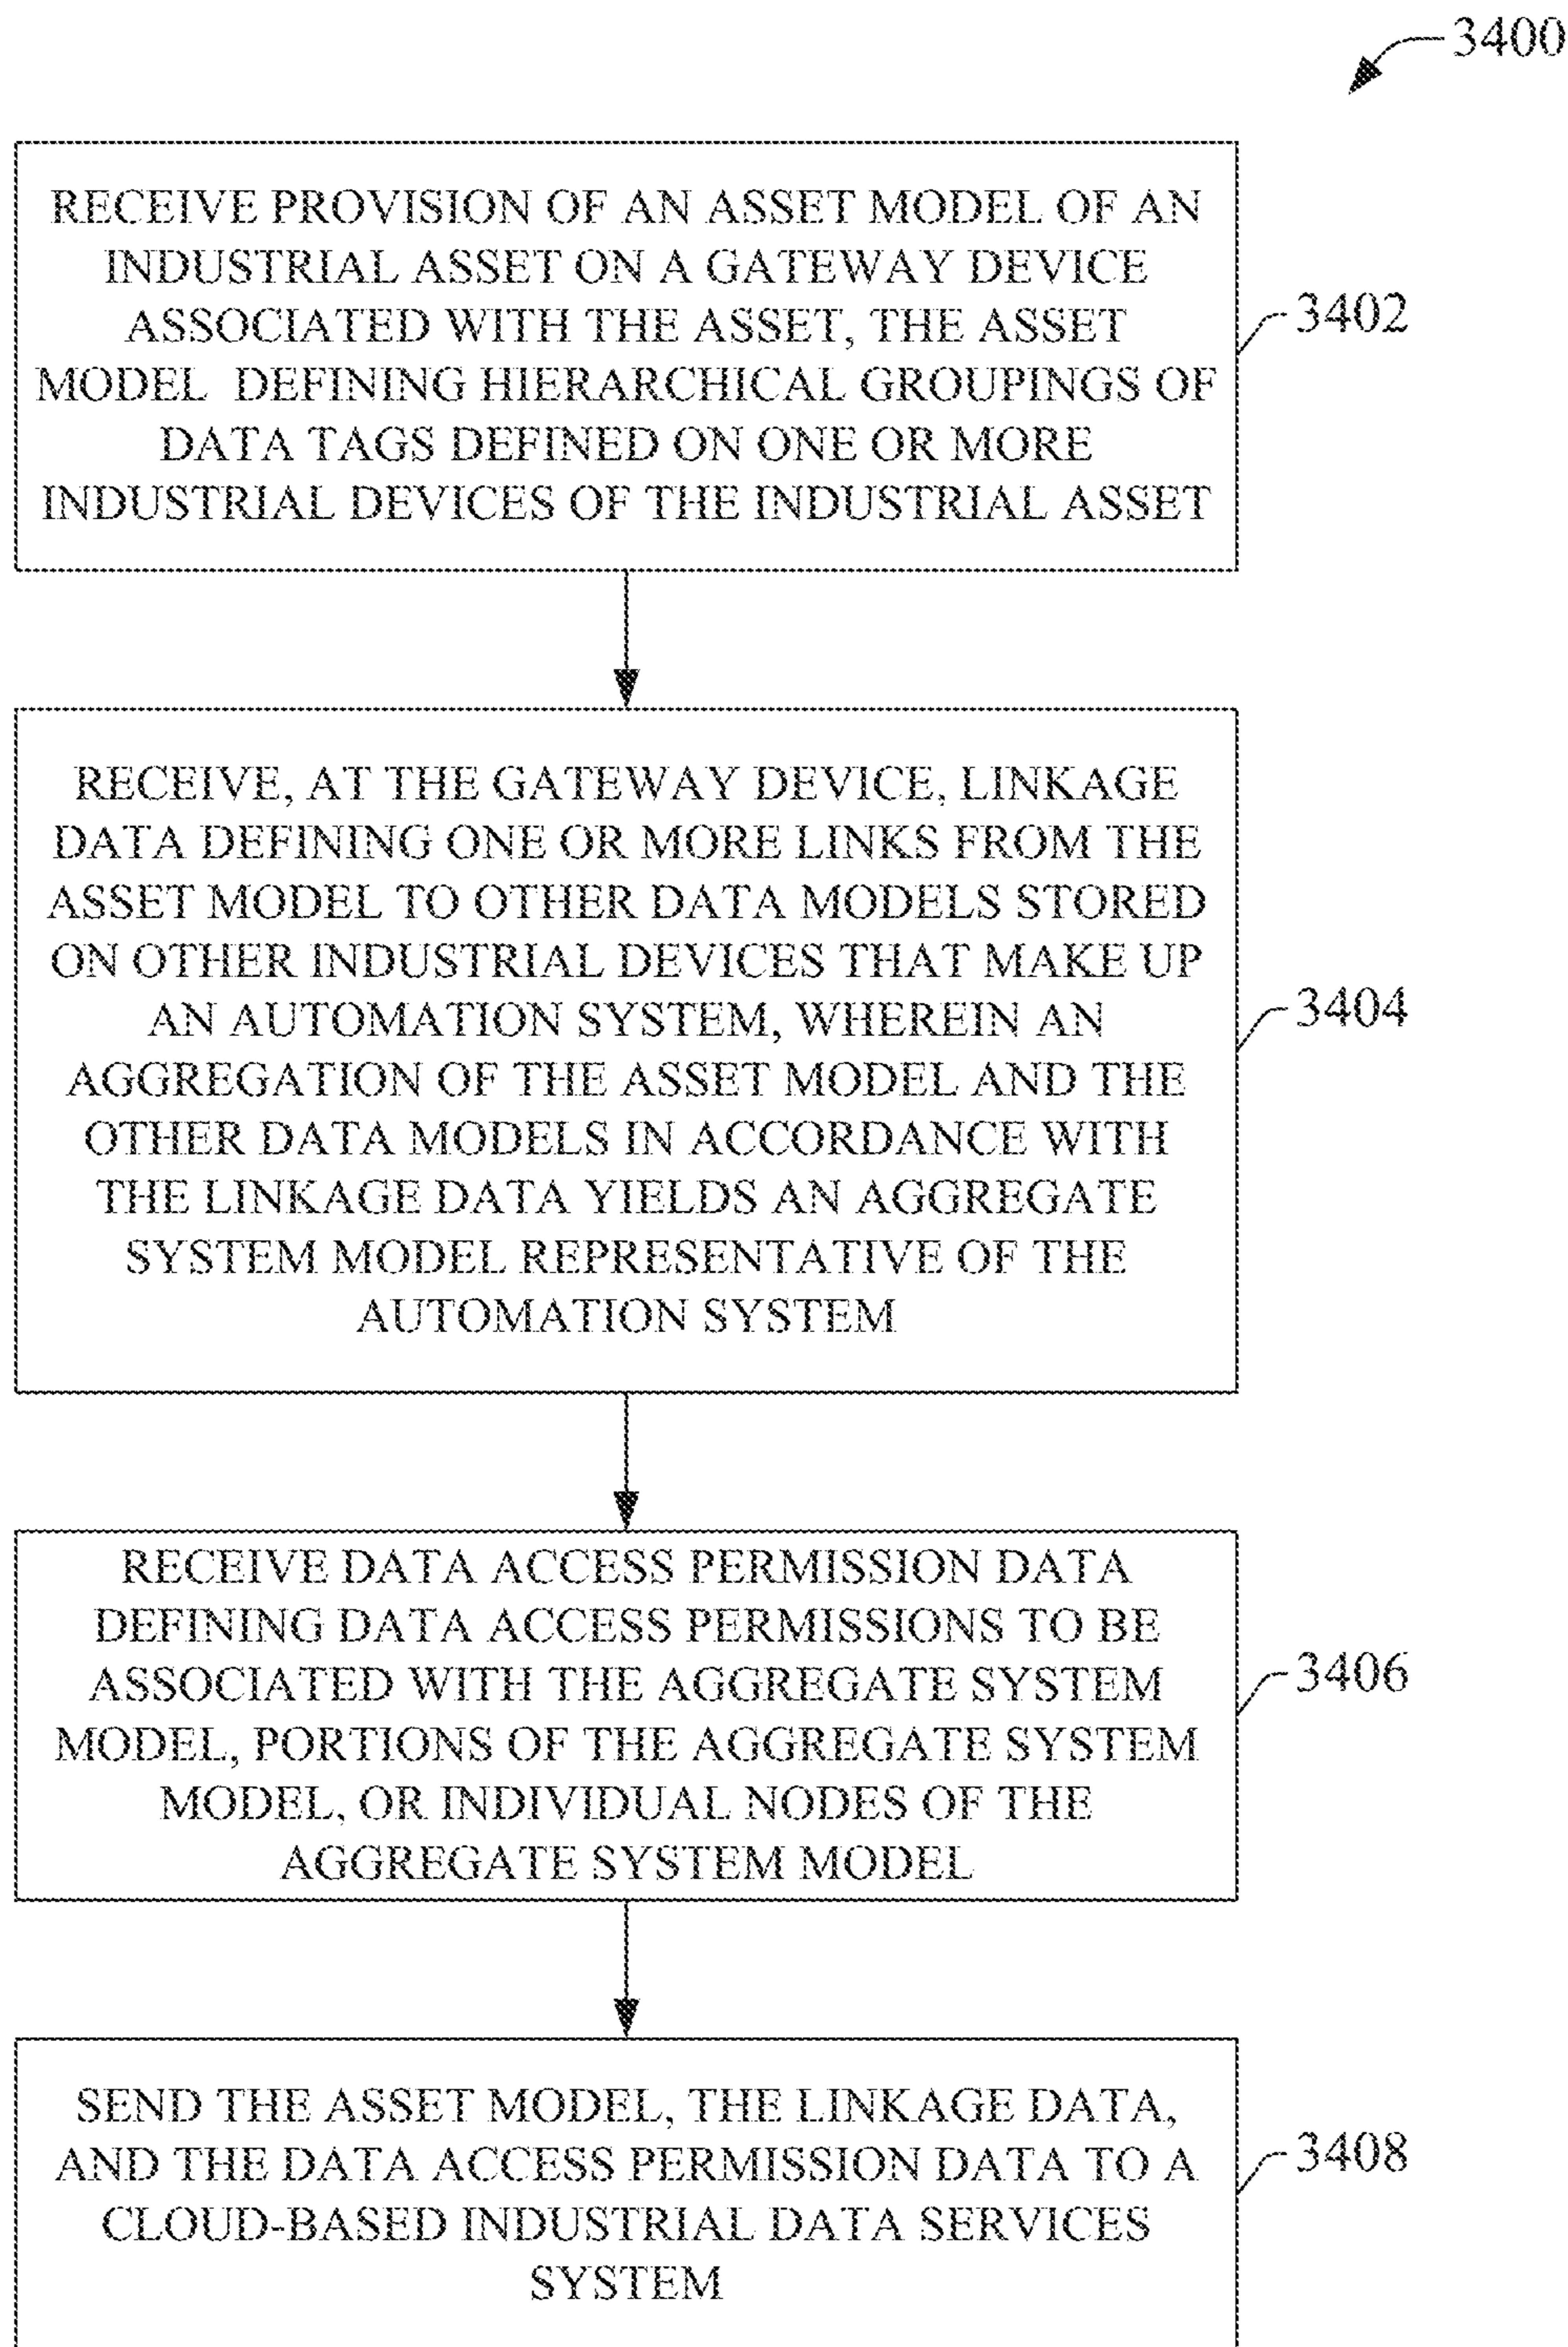 3400
RECEIVE PROVISION OF AN ASSET MODEL OF AN
INDUSTRIAL ASSET ON A GATEWAY DEVICE
ASSOCIATED WITH THE ASSET, THE ASSET
MODEL DEFINING HIERARCHICAL GROUPINGS OF
DATA TAGS DEFINED ON ONE OR MORE
INDUSTRIAL DEVICES OF THE INDUSTRIAL ASSET
3402
RECEIVE, AT THE GATEWAY DEVICE, LINKAGE
DATA DEFINING ONE OR MORE LINKS FROM THE
ASSET MODEL TO OTHER DATA MODELS STORED
ON OTHER INDUSTRIAL DEVICES THAT MAKE UP
AN AUTOMATION SYSTEM, WHEREIN AN
AGGREGATION OF THE ASSET MODEL AND THE
OTHER DATA MODELS IN ACCORDANCE WITH
THE LINKAGE DATA YIELDS AN AGGREGATE
SYSTEM MODEL REPRESENTATIVE OF THE
AUTOMATION SYSTEM
3404
RECEIVE DATA ACCESS PERMISSION DATA
DEFINING DATA ACCESS PERMISSIONS TO BE
ASSOCIATED WITH THE AGGREGATE SYSTEM
MODEL, PORTIONS OF THE AGGREGATE SYSTEM
MODEL, OR INDIVIDUAL NODES OF THE
AGGREGATE SYSTEM MODEL
3406
SEND THE ASSET MODEL, THE LINKAGE DATA,
AND THE DATA ACCESS PERMISSION DATA TO A
CLOUD-BASED INDUSTRIAL DATA SERVICES
SYSTEM
3408